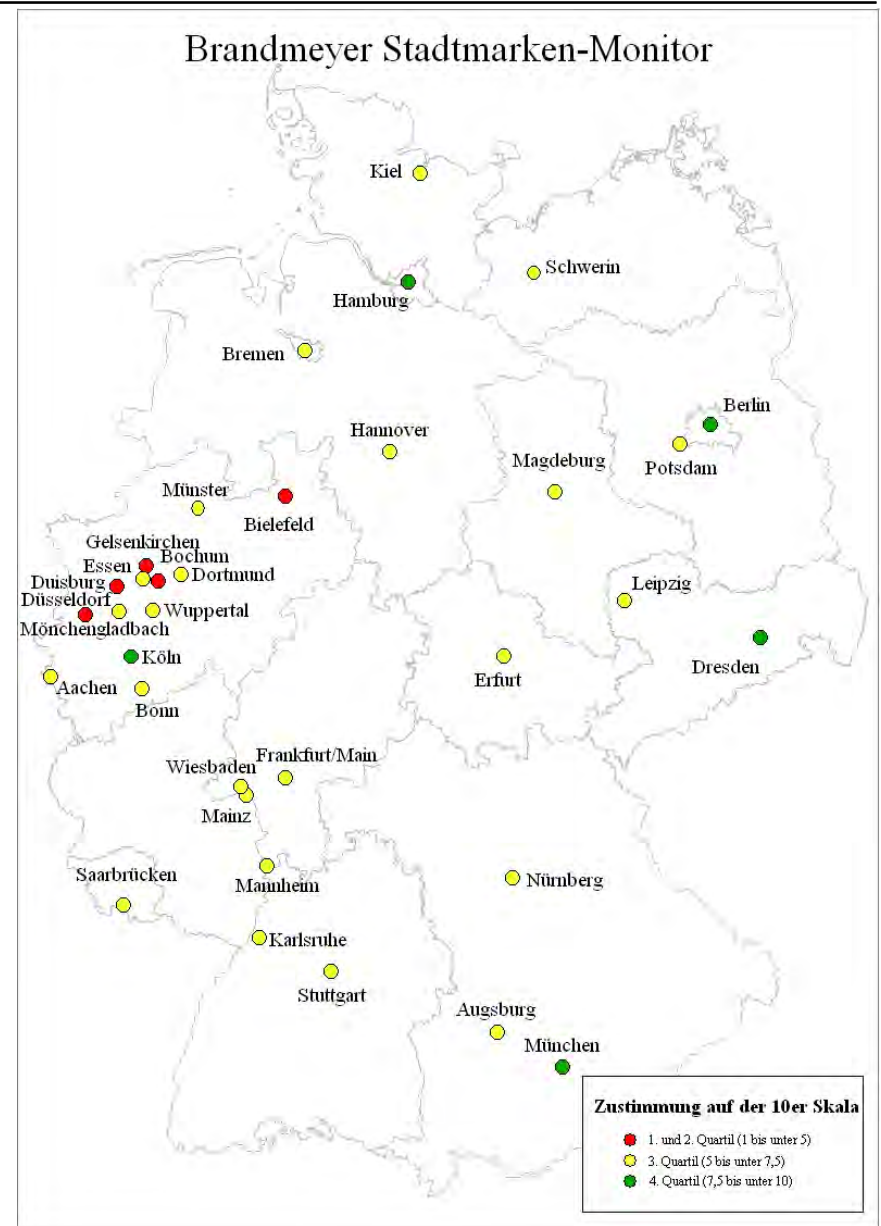 Brandmeyer Stadtmarken-Monitor
Kiel
Schwerin
Hamburg
Bremen
Berlin
Hannover
Potsdam
Magdeburg
Münster
Bielefeld
Gelsenkirchen
Bochum
Essen
Dortmund
Duisburg
Düsseldorf
Wuppertal
Mönchengladbach
Leipzig
Köln
Dresden
Aachen
Erfurt
Bonn
Frankfurt/Main
Wiesbaden
Mainz
Saarbrücken
Mannheim
Nürnberg
Karlsruhe
Stuttgart
Augsburg
München
Zustimmung auf der 10er Skala
1. und 2. Quartil (1 bis unter 5)
3. Quartil (5 bis unter 7,5)
4. Quartil (7,5 bis unter 10)